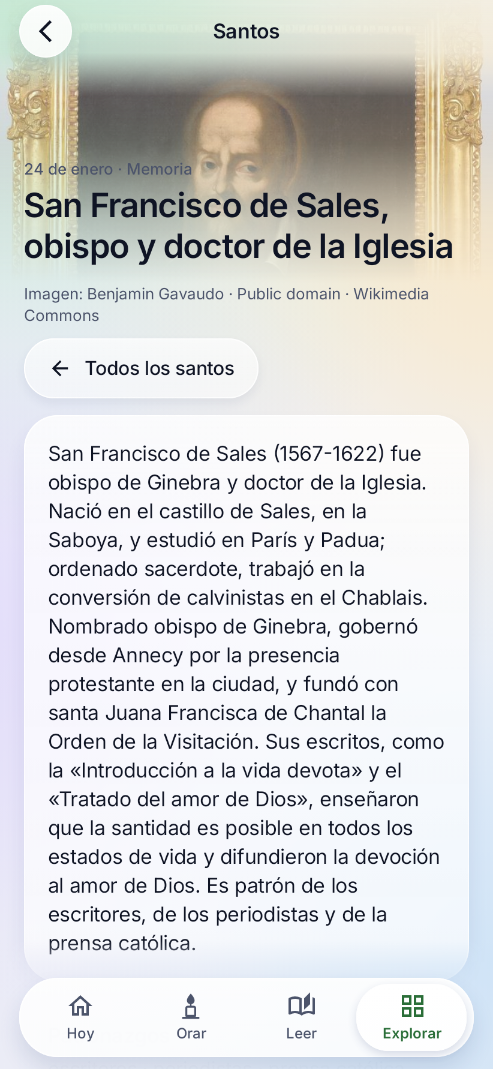 Santos
24 de enero · Memoria
San Francisco de Sales,
obispo y doctor de la Iglesia
Imagen: Benjamin Gavaudo · Public domain · Wikimedia
Commons
Todos los santos
San Francisco de Sales (1567-1622) fue
obispo de Ginebra y doctor de la Iglesia.
Nació en el castillo de Sales, en la
Saboya, y estudió en París y Padua;
ordenado sacerdote, trabajó en la
conversión de calvinistas en el Chablais.
Nombrado obispo de Ginebra, gobernó
desde Annecy por la presencia
protestante en la ciudad, y fundó con
santa Juana Francisca de Chantal la
Orden de la Visitación. Sus escritos, como
la «Introducción a la vida devota» y el
«Tratado del amor de Dios», enseñaron
que la santidad es posible en todos los
estados de vida y difundieron la devoción
al amor de Dios. Es patrón de los
escritores, de los periodistas y de la
prensa católica.
Hoy
Orar
Leer
Explorar